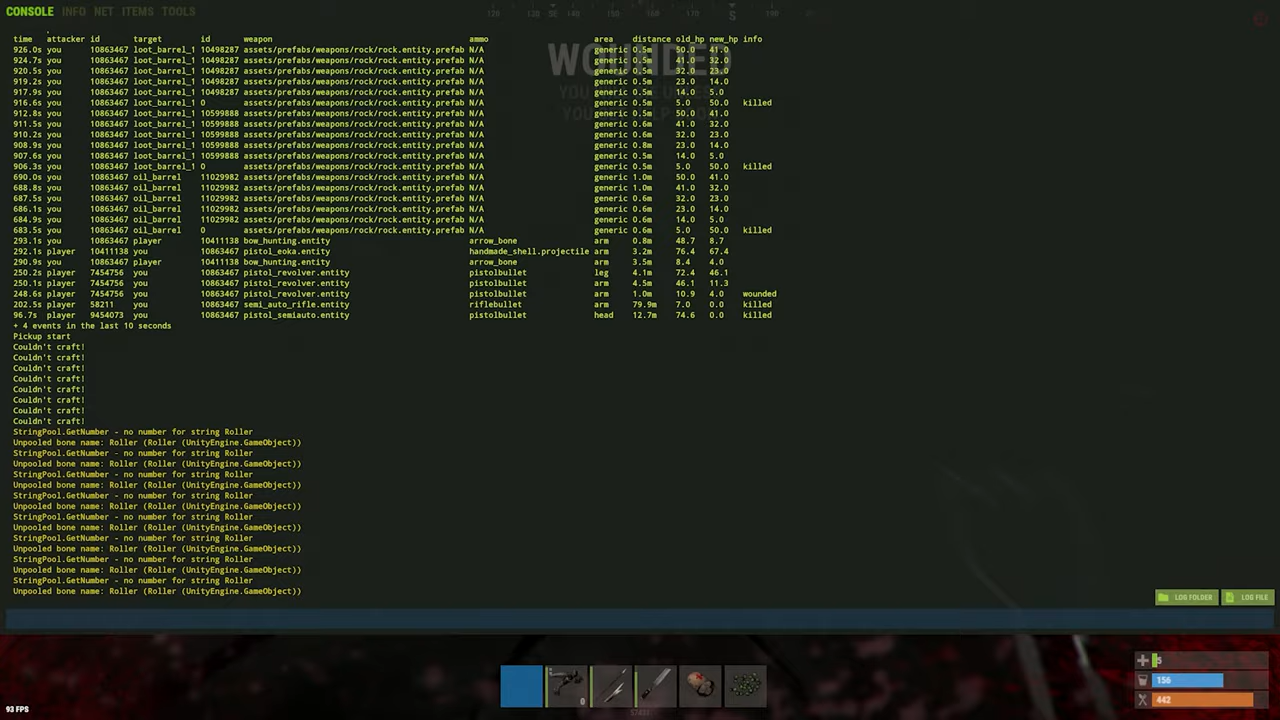 CONSOLE INFO NET ITEMS TOOLS
120 130 SE 140 150 160 170 S 190
WOUNDED
time attacker id target id weapon ammo area distance old_hp new_hp info
926.0s you 10863467 loot_barrel_1 10498287 assets/prefabs/weapons/rock/rock.entity.prefab N/A generic 0.5m 50.0 41.0
924.7s you 10863467 loot_barrel_1 10498287 assets/prefabs/weapons/rock/rock.entity.prefab N/A generic 0.5m 41.0 32.0
920.5s you 10863467 loot_barrel_1 10498287 assets/prefabs/weapons/rock/rock.entity.prefab N/A generic 0.5m 32.0 23.0
919.2s you 10863467 loot_barrel_1 10498287 assets/prefabs/weapons/rock/rock.entity.prefab N/A generic 0.5m 23.0 14.0
917.9s you 10863467 loot_barrel_1 10498287 assets/prefabs/weapons/rock/rock.entity.prefab N/A generic 0.5m 14.0 5.0
916.6s you 10863467 loot_barrel_1 0 assets/prefabs/weapons/rock/rock.entity.prefab N/A generic 0.5m 5.0 50.0 killed
912.8s you 10863467 loot_barrel_1 10599888 assets/prefabs/weapons/rock/rock.entity.prefab N/A generic 0.5m 50.0 41.0
911.5s you 10863467 loot_barrel_1 10599888 assets/prefabs/weapons/rock/rock.entity.prefab N/A generic 0.6m 41.0 32.0
910.2s you 10863467 loot_barrel_1 10599888 assets/prefabs/weapons/rock/rock.entity.prefab N/A generic 0.6m 32.0 23.0
908.9s you 10863467 loot_barrel_1 10599888 assets/prefabs/weapons/rock/rock.entity.prefab N/A generic 0.8m 23.0 14.0
907.6s you 10863467 loot_barrel_1 10599888 assets/prefabs/weapons/rock/rock.entity.prefab N/A generic 0.5m 14.0 5.0
906.3s you 10863467 loot_barrel_1 0 assets/prefabs/weapons/rock/rock.entity.prefab N/A generic 0.5m 5.0 50.0 killed
690.0s you 10863467 oil_barrel 11029982 assets/prefabs/weapons/rock/rock.entity.prefab N/A generic 1.0m 50.0 41.0
688.8s you 10863467 oil_barrel 11029982 assets/prefabs/weapons/rock/rock.entity.prefab N/A generic 1.0m 41.0 32.0
687.5s you 10863467 oil_barrel 11029982 assets/prefabs/weapons/rock/rock.entity.prefab N/A generic 0.6m 32.0 23.0
686.1s you 10863467 oil_barrel 11029982 assets/prefabs/weapons/rock/rock.entity.prefab N/A generic 0.6m 23.0 14.0
684.9s you 10863467 oil_barrel 11029982 assets/prefabs/weapons/rock/rock.entity.prefab N/A generic 0.6m 14.0 5.0
683.5s you 10863467 oil_barrel 0 assets/prefabs/weapons/rock/rock.entity.prefab N/A generic 0.6m 5.0 50.0 killed
293.1s you 10863467 player 10411138 bow_hunting.entity arrow_bone arm 0.8m 48.7 8.7
292.1s player 10411138 you 10863467 pistol_eoka.entity handmade_shell.projectile arm 3.2m 76.4 67.4
290.9s you 10863467 player 10411138 bow_hunting.entity arrow_bone arm 3.5m 8.4 4.0
250.2s player 7454756 you 10863467 pistol_revolver.entity pistolbullet leg 4.1m 72.4 46.1
250.1s player 7454756 you 10863467 pistol_revolver.entity pistolbullet arm 4.5m 46.1 11.3
248.6s player 7454756 you 10863467 pistol_revolver.entity pistolbullet arm 1.0m 10.9 4.0 wounded
202.5s player 58211 you 10863467 semi_auto_rifle.entity riflebullet arm 79.9m 7.0 0.0 killed
96.7s player 9454073 you 10863467 pistol_semiauto.entity pistolbullet head 12.7m 74.6 0.0 killed
+ 4 events in the last 10 seconds
Pickup start
Couldn't craft!
Couldn't craft!
Couldn't craft!
Couldn't craft!
Couldn't craft!
Couldn't craft!
Couldn't craft!
Couldn't craft!
StringPool.GetNumber - no number for string Roller
Unpooled bone name: Roller (Roller (UnityEngine.GameObject))
StringPool.GetNumber - no number for string Roller
Unpooled bone name: Roller (Roller (UnityEngine.GameObject))
StringPool.GetNumber - no number for string Roller
Unpooled bone name: Roller (Roller (UnityEngine.GameObject))
StringPool.GetNumber - no number for string Roller
Unpooled bone name: Roller (Roller (UnityEngine.GameObject))
StringPool.GetNumber - no number for string Roller
Unpooled bone name: Roller (Roller (UnityEngine.GameObject))
StringPool.GetNumber - no number for string Roller
Unpooled bone name: Roller (Roller (UnityEngine.GameObject))
StringPool.GetNumber - no number for string Roller
Unpooled bone name: Roller (Roller (UnityEngine.GameObject))
StringPool.GetNumber - no number for string Roller
Unpooled bone name: Roller (Roller (UnityEngine.GameObject))
LOG FOLDER LOG FILE
5
156
0
442
93 FPS